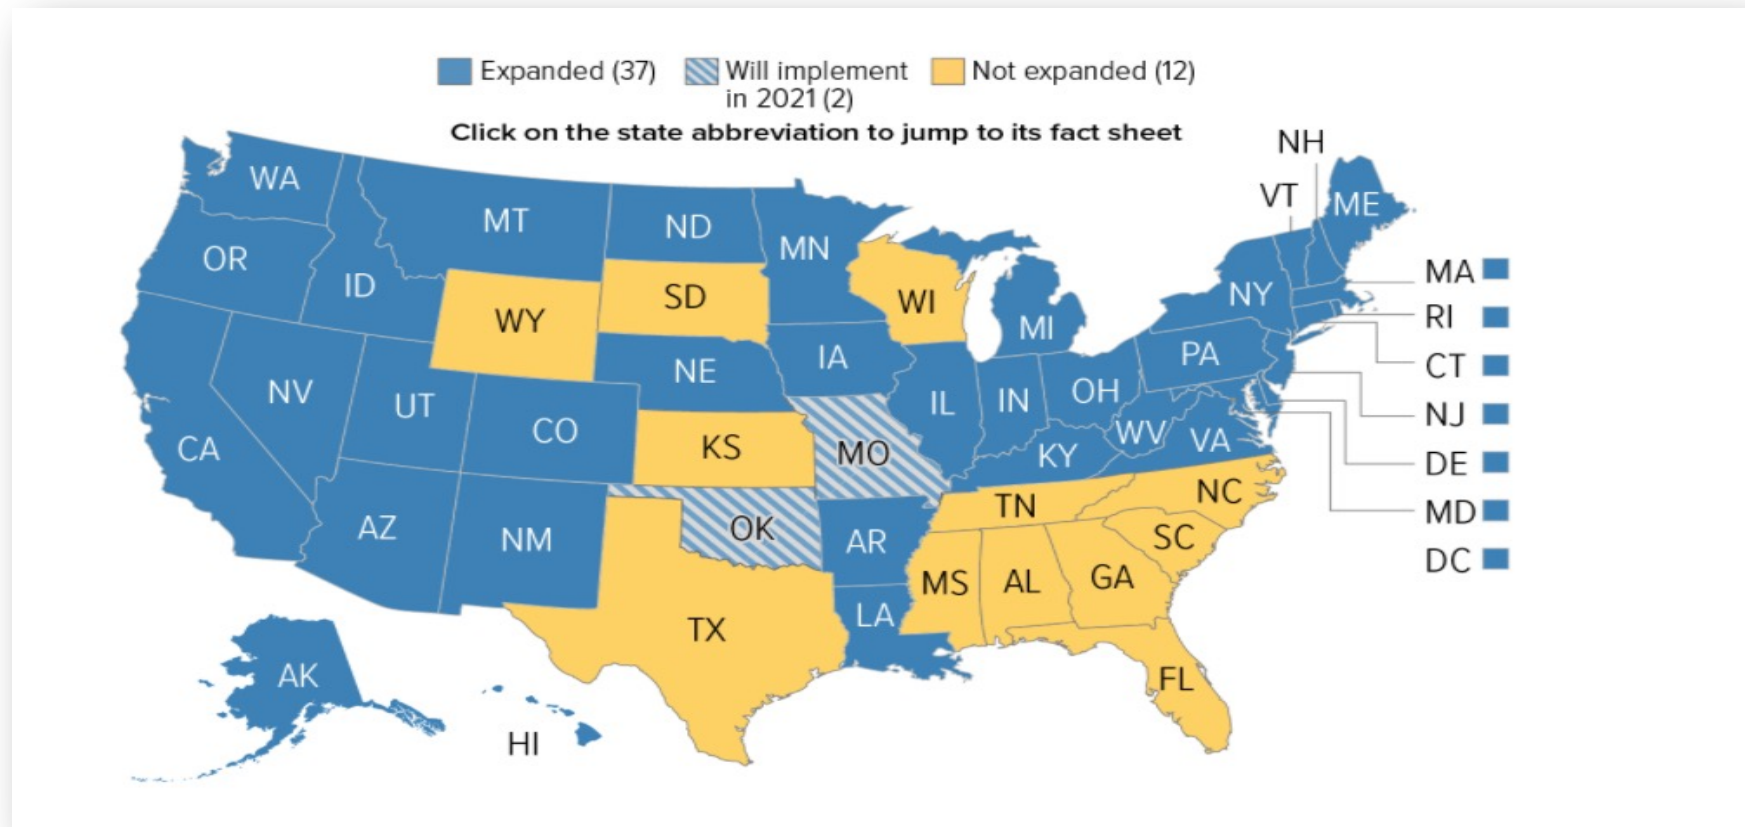 Expanded (37)
Will implement
in 2021 (2)
Not expanded (12)
Click on the state abbreviation to jump to its fact sheet
NH
WA
VT
ME
MT
ND
OR
MN
MA
ID
NY
SD
WI
RI
WY
MI
PA
CT
IA
NE
NV
OH
UT
IL
IN
NJ
CO
WV
VA
CA
KS
MO
KY
DE
NC
TN
MD
AZ
NM
OK
AR
SC
DC
MS
AL
GA
LA
TX
AK
FL
HI